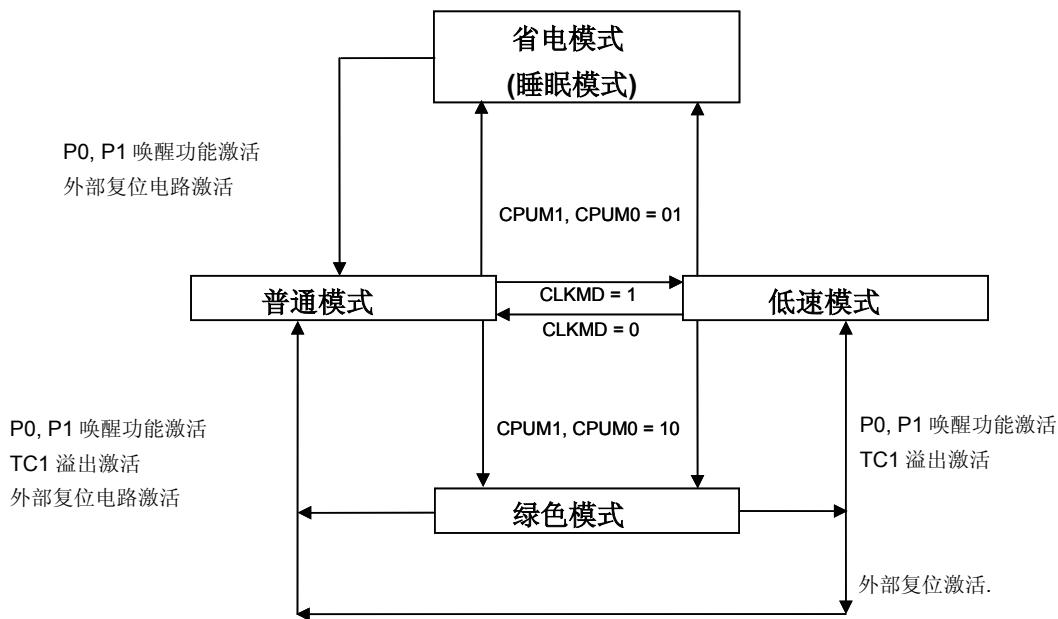 省电模式
(睡眠模式)
P0, P1 唤醒功能激活
外部复位电路激活
CPUM1, CPUM0 = 01
普通模式
CLKMD = 1
低速模式
CLKMD = 0
P0, P1 唤醒功能激活
TC1 溢出激活
外部复位电路激活
CPUM1, CPUM0 = 10
P0, P1 唤醒功能激活
TC1 溢出激活
绿色模式
外部复位激活.